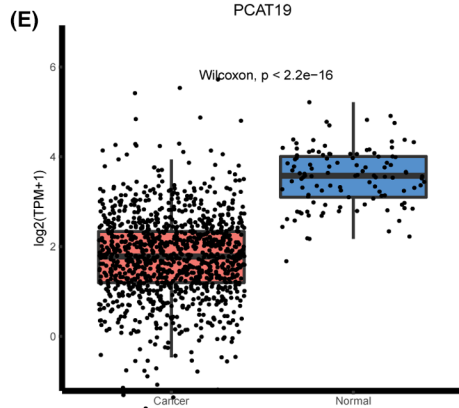 (E)
PCAT19
Wilcoxon, p < 2.2e−16
log2(TPM+1)
6
4
2
0
Cancer
Normal